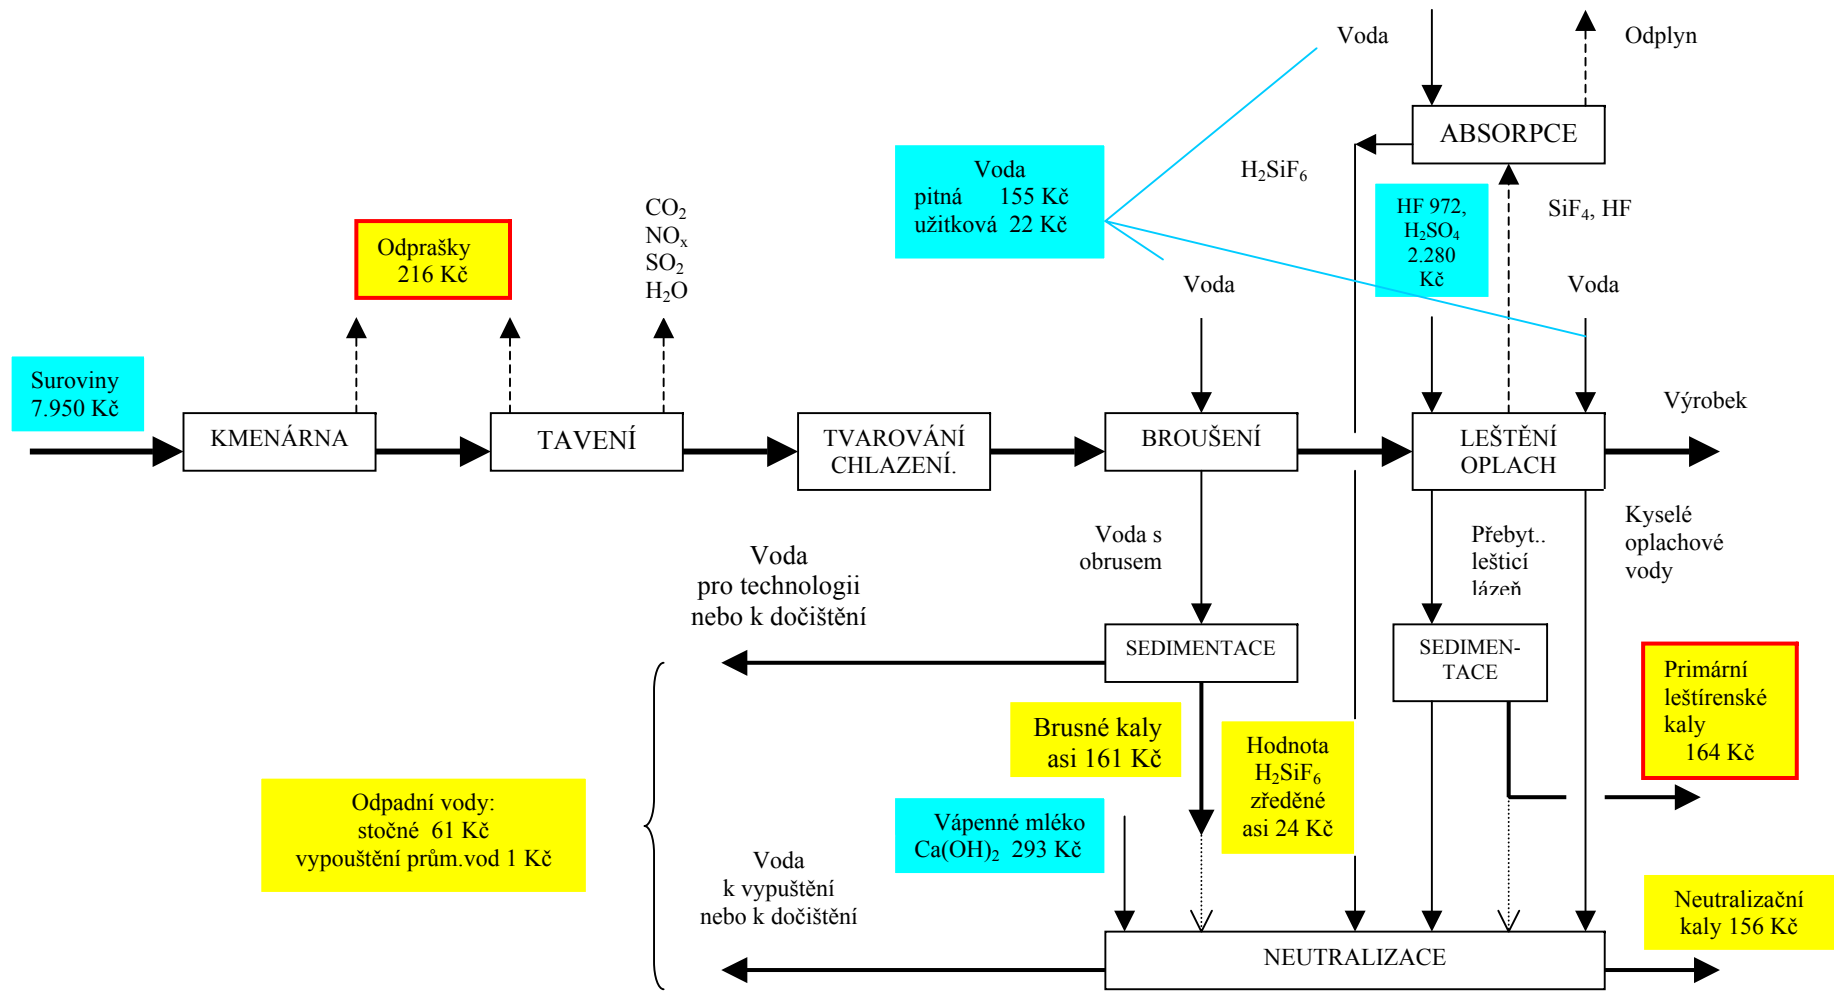 Voda
Odplyn
ABSORPCE
Voda
pitná 155 Kč
užitková 22 Kč
H₂SiF₆
HF 972,
H₂SO₄
2.280
Kč
SiF₄, HF
CO₂
NOₓ
SO₂
H₂O
Odprašky
216 Kč
Voda
Voda
Suroviny
7.950 Kč
Výrobek
KMENÁRNA
TAVENÍ
TVAROVÁNÍ
CHLAZENÍ.
BROUŠENÍ
LEŠTĚNÍ
OPLACH
Voda s
obrusem
Přebyt..
lešticí
lázeň
Kyselé
oplachové
vody
Voda
pro technologii
nebo k dočištění
SEDIMENTACE
SEDIMEN-
TACE
Primární
leštírenské
kaly
164 Kč
Brusné kaly
asi 161 Kč
Hodnota
H₂SiF₆
zředěné
asi 24 Kč
Odpadní vody:
stočné 61 Kč
vypouštění prům.vod 1 Kč
Vápenné mléko
Ca(OH)₂ 293 Kč
Voda
k vypuštění
nebo k dočištění
Neutralizační
kaly 156 Kč
NEUTRALIZACE